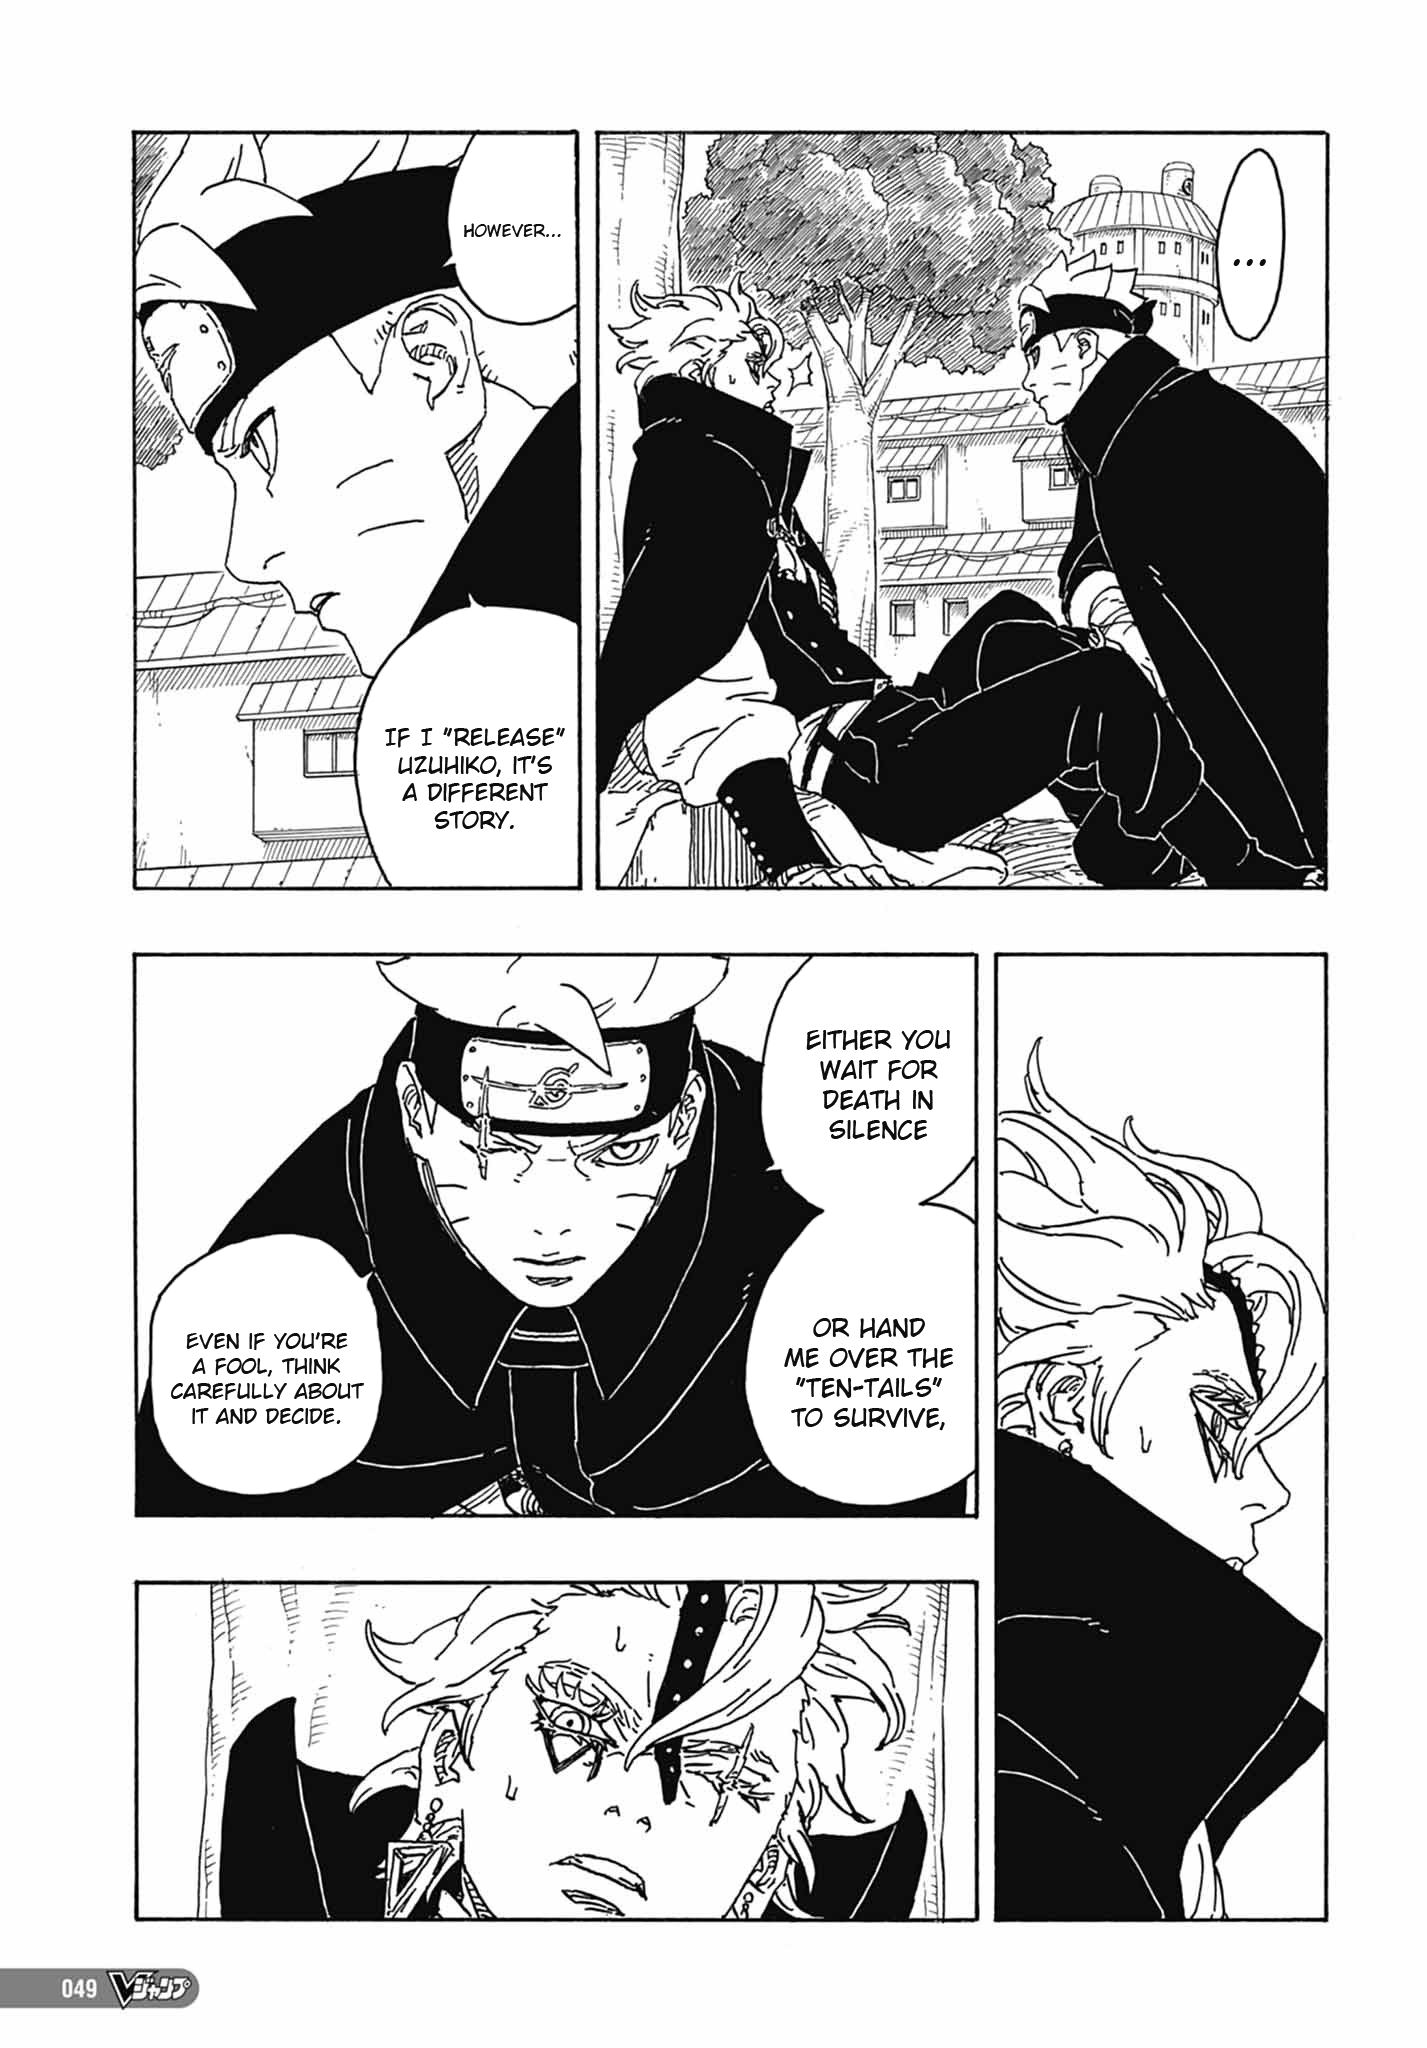 ...
HOWEVER...
IF I "RELEASE"
UZUHIKO, IT'S
A DIFFERENT
STORY.
EITHER YOU
WAIT FOR
DEATH IN
SILENCE
OR HAND
ME OVER THE
"TEN-TAILS"
TO SURVIVE,
EVEN IF YOU'RE
A FOOL, THINK
CAREFULLY ABOUT
IT AND DECIDE.
049 Vジャンプ